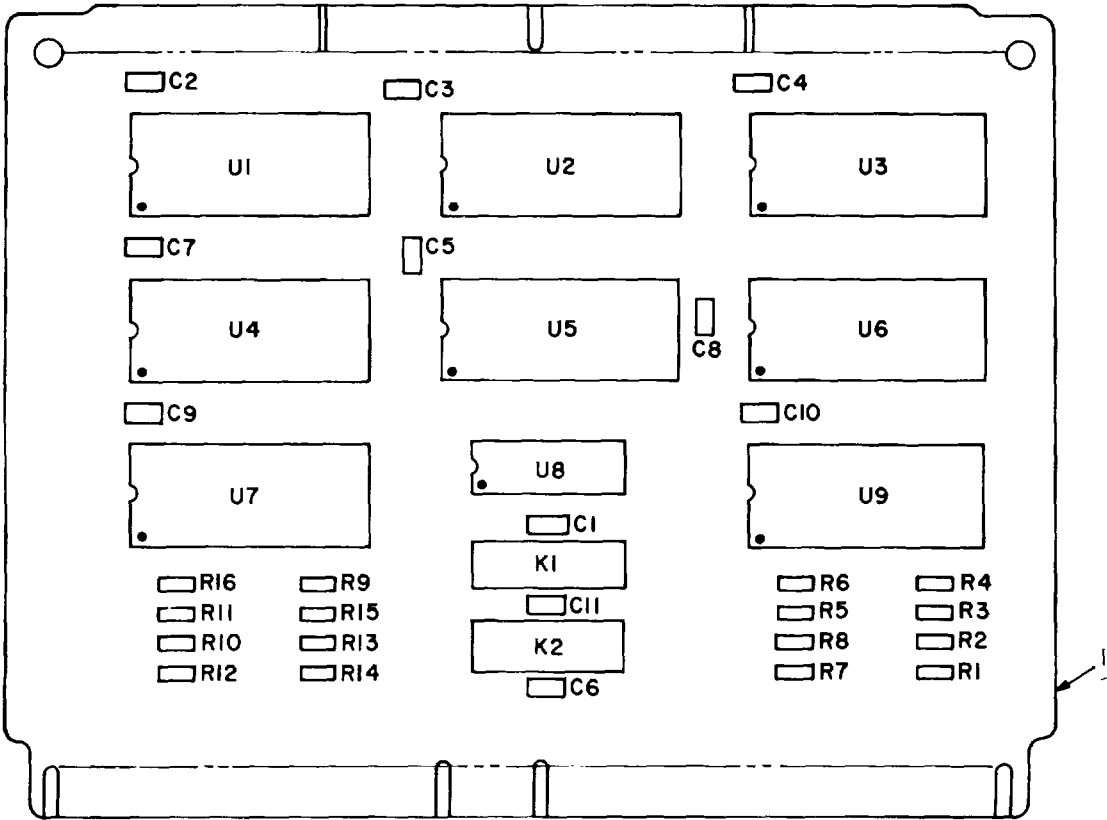 C2 C3 C4
U1 U2 U3
C7 C5
U4 U5 C8 U6
C9 C10
U7 U8 U9
C1
K1
R16 R9 R6 R4
R11 R15 C11 R5 R3
R10 R13 K2 R8 R2
R12 R14 C6 R7 R1